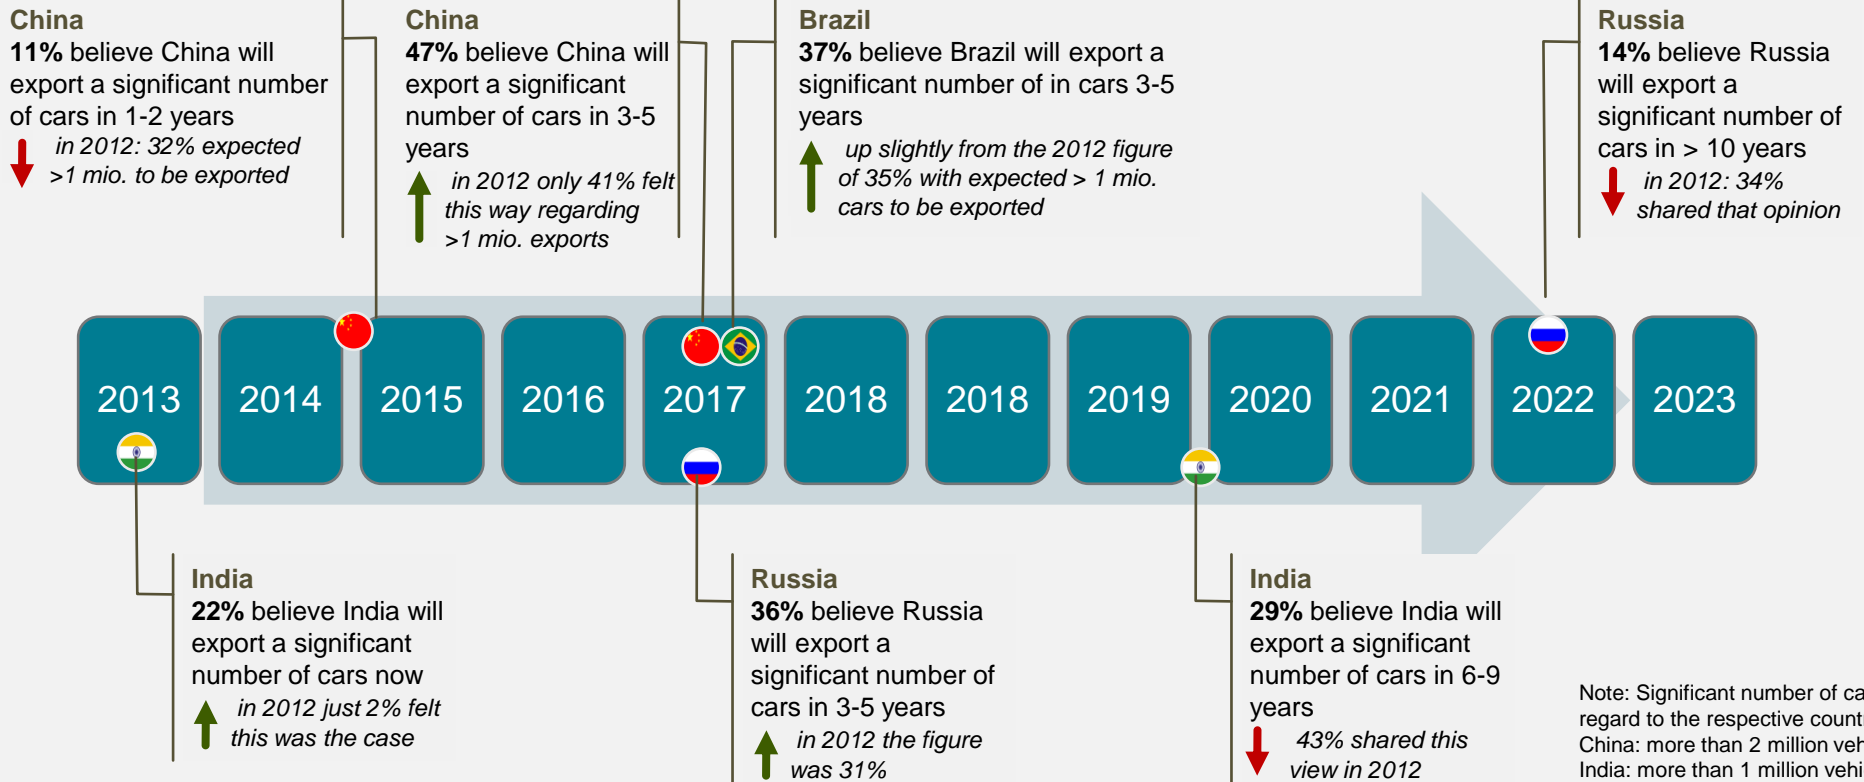 China
11% believe China will
export a significant number
of cars in 1-2 years
in 2012: 32% expected
>1 mio. to be exported
China
47% believe China will
export a significant
number of cars in 3-5
years
in 2012 only 41% felt
this way regarding
>1 mio. exports
Brazil
37% believe Brazil will export a
significant number of in cars 3-5
years
up slightly from the 2012 figure
of 35% with expected > 1 mio.
cars to be exported
Russia
14% believe Russia
will export a
significant number of
cars in > 10 years
in 2012: 34%
shared that opinion
2013
2014
2015
2016
2017
2018
2018
2019
2020
2021
2022
2023
India
22% believe India will
export a significant
number of cars now
in 2012 just 2% felt
this was the case
Russia
36% believe Russia
will export a
significant number of
cars in 3-5 years
in 2012 the figure
was 31%
India
29% believe India will
export a significant
number of cars in 6-9
years
43% shared this
view in 2012
Note: Significant number of
regard to the respective
China: more than 2 million
India: more than 1 million